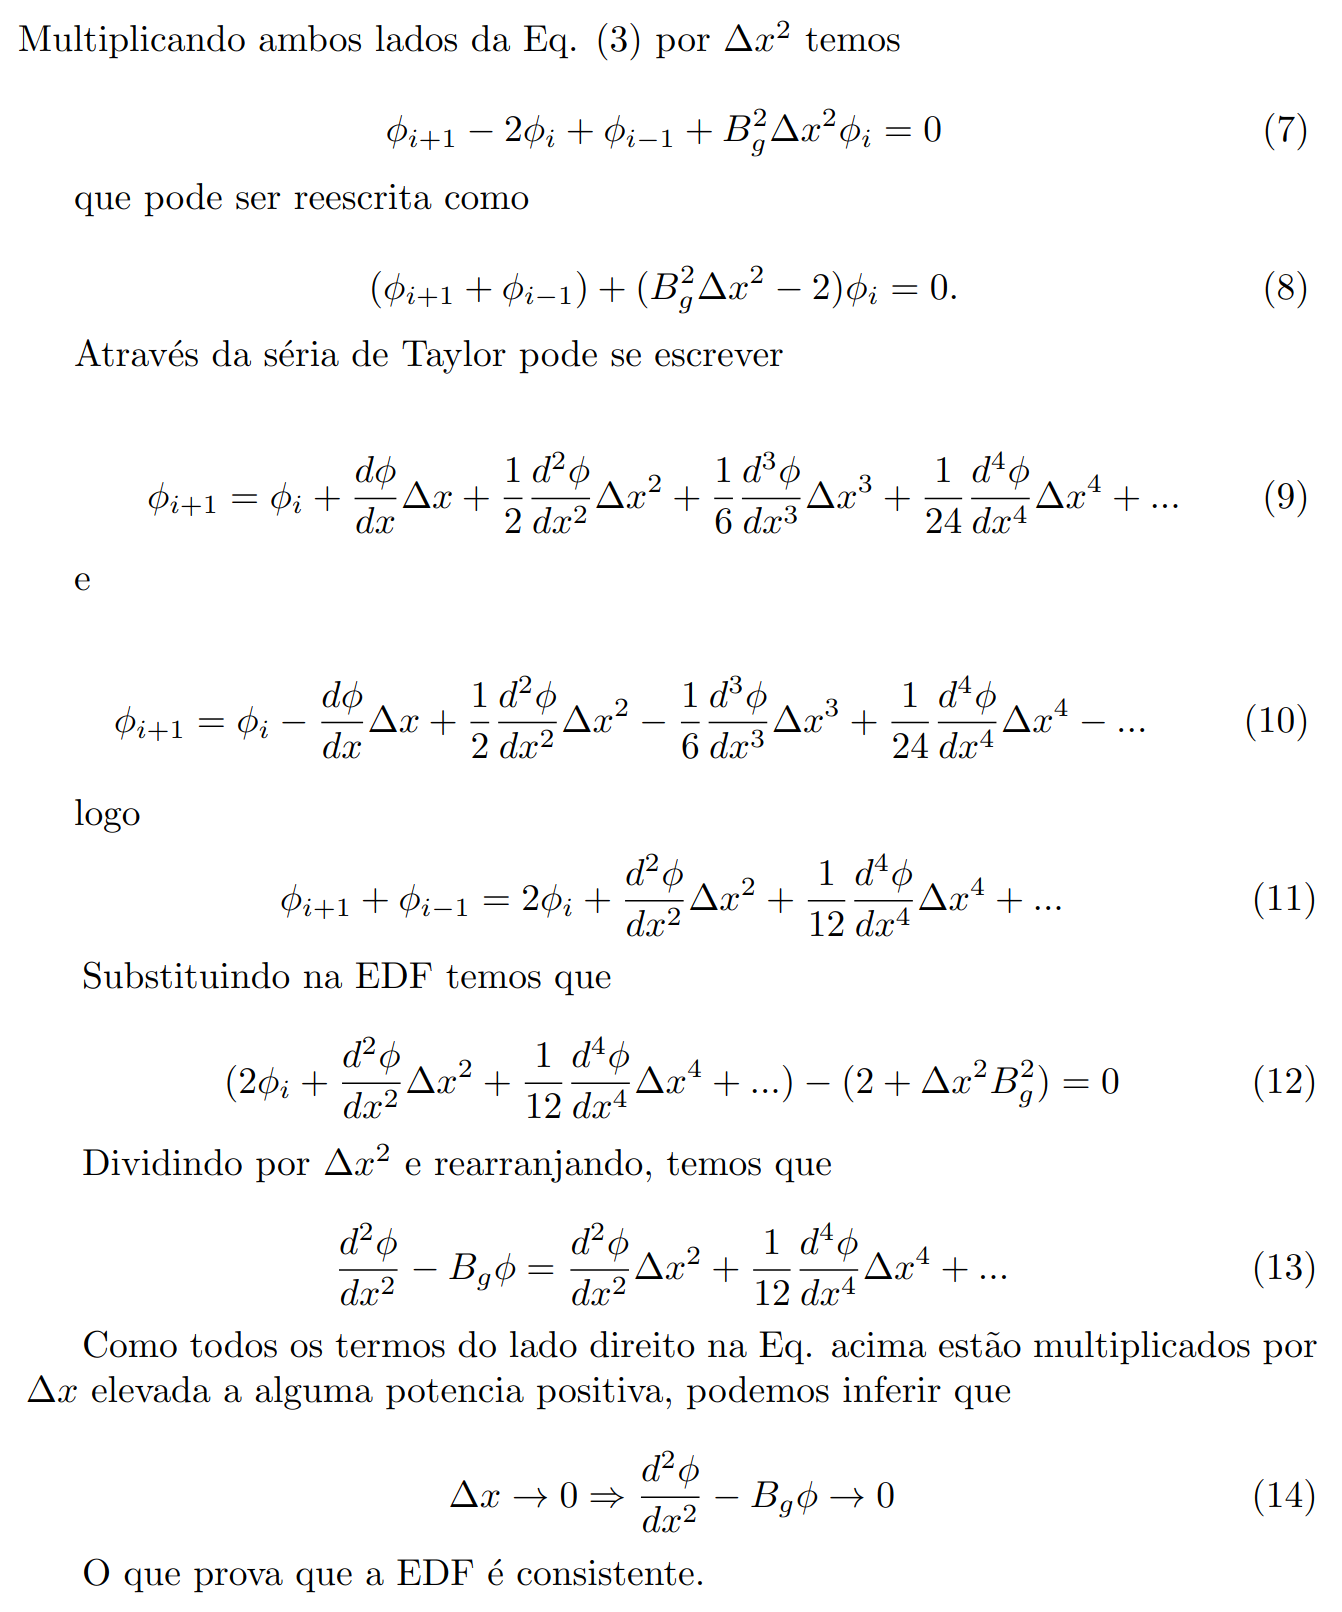 Multiplicando ambos lados da Eq. (3) por $\Delta x^2$ temos
$$\phi_{i+1} - 2\phi_i + \phi_{i-1} + B_g^2 \Delta x^2 \phi_i = 0 \quad (7)$$
que pode ser reescrita como
$$(\phi_{i+1} + \phi_{i-1}) + (B_g^2 \Delta x^2 - 2)\phi_i = 0. \quad (8)$$
Através da séria de Taylor pode se escrever
$$\phi_{i+1} = \phi_i + \frac{d\phi}{dx}\Delta x + \frac{1}{2}\frac{d^2\phi}{dx^2}\Delta x^2 + \frac{1}{6}\frac{d^3\phi}{dx^3}\Delta x^3 + \frac{1}{24}\frac{d^4\phi}{dx^4}\Delta x^4 + ... \quad (9)$$
e
$$\phi_{i+1} = \phi_i - \frac{d\phi}{dx}\Delta x + \frac{1}{2}\frac{d^2\phi}{dx^2}\Delta x^2 - \frac{1}{6}\frac{d^3\phi}{dx^3}\Delta x^3 + \frac{1}{24}\frac{d^4\phi}{dx^4}\Delta x^4 - ... \quad (10)$$
logo
$$\phi_{i+1} + \phi_{i-1} = 2\phi_i + \frac{d^2\phi}{dx^2}\Delta x^2 + \frac{1}{12}\frac{d^4\phi}{dx^4}\Delta x^4 + ... \quad (11)$$
Substituindo na EDF temos que
$$(2\phi_i + \frac{d^2\phi}{dx^2}\Delta x^2 + \frac{1}{12}\frac{d^4\phi}{dx^4}\Delta x^4 + ...) - (2 + \Delta x^2 B_g^2) = 0 \quad (12)$$
Dividindo por $\Delta x^2$ e rearranjando, temos que
$$\frac{d^2\phi}{dx^2} - B_g\phi = \frac{d^2\phi}{dx^2}\Delta x^2 + \frac{1}{12}\frac{d^4\phi}{dx^4}\Delta x^4 + ... \quad (13)$$
Como todos os termos do lado direito na Eq. acima estão multiplicados por
$\Delta x$ elevada a alguma potencia positiva, podemos inferir que
$$\Delta x \to 0 \Rightarrow \frac{d^2\phi}{dx^2} - B_g\phi \to 0 \quad (14)$$
O que prova que a EDF é consistente.